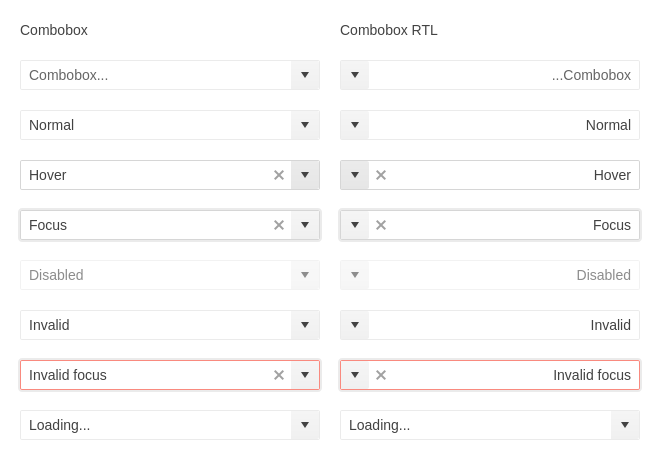 Combobox
Combobox RTL
Combobox...
...Combobox
Normal
Normal
Hover
Hover
Focus
Focus
Disabled
Disabled
Invalid
Invalid
Invalid focus
Invalid focus
Loading...
Loading...